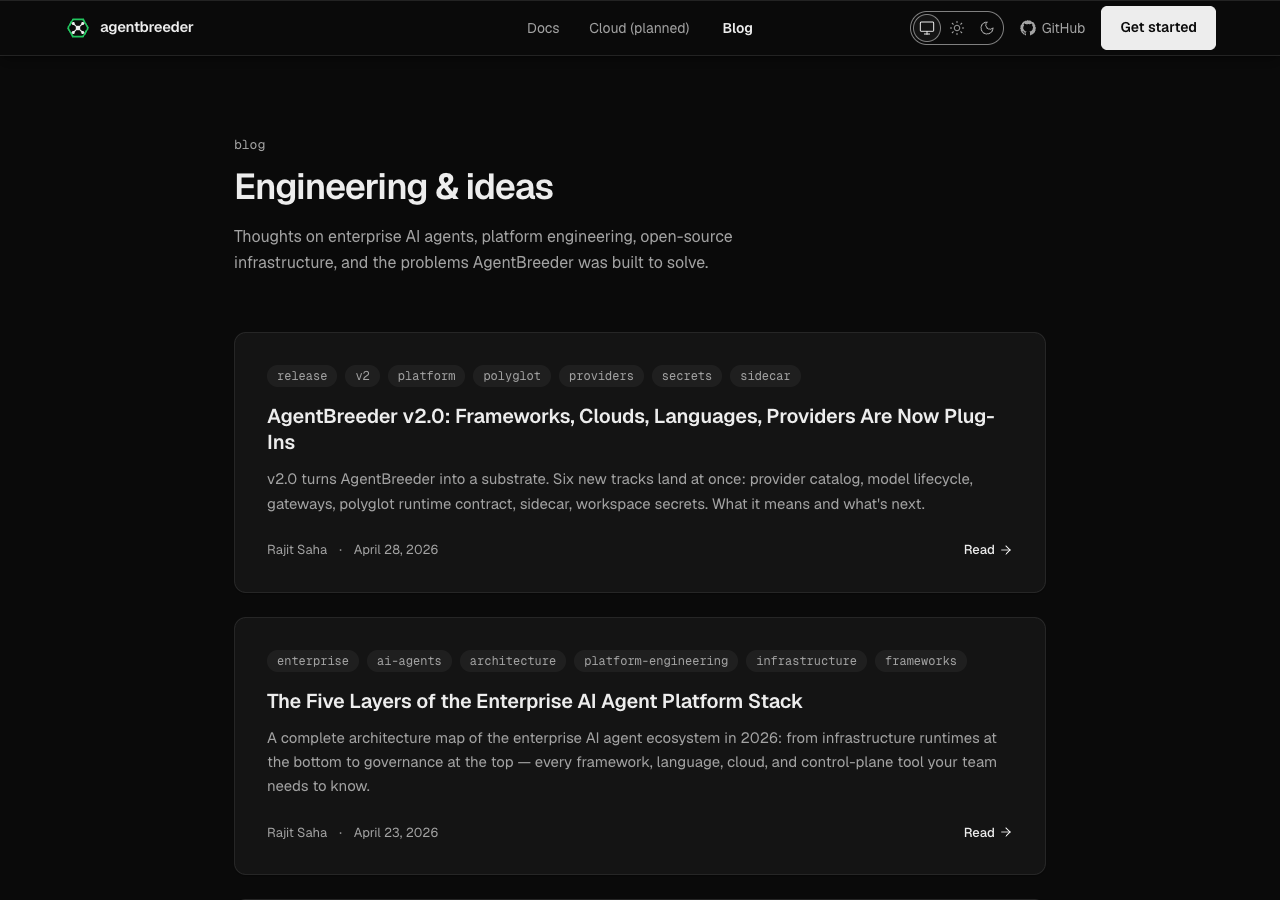 agentbreeder
Docs
Cloud (planned)
Blog
GitHub
Get started
blog
Engineering & ideas
Thoughts on enterprise AI agents, platform engineering, open-source
infrastructure, and the problems AgentBreeder was built to solve.
release v2 platform polyglot providers secrets sidecar
AgentBreeder v2.0: Frameworks, Clouds, Languages, Providers Are Now Plug-
Ins
v2.0 turns AgentBreeder into a substrate. Six new tracks land at once: provider catalog, model lifecycle,
gateways, polyglot runtime contract, sidecar, workspace secrets. What it means and what's next.
Rajit Saha · April 28, 2026
Read →
enterprise ai-agents architecture platform-engineering infrastructure frameworks
The Five Layers of the Enterprise AI Agent Platform Stack
A complete architecture map of the enterprise AI agent ecosystem in 2026: from infrastructure runtimes at
the bottom to governance at the top — every framework, language, cloud, and control-plane tool your team
needs to know.
Rajit Saha · April 23, 2026
Read →